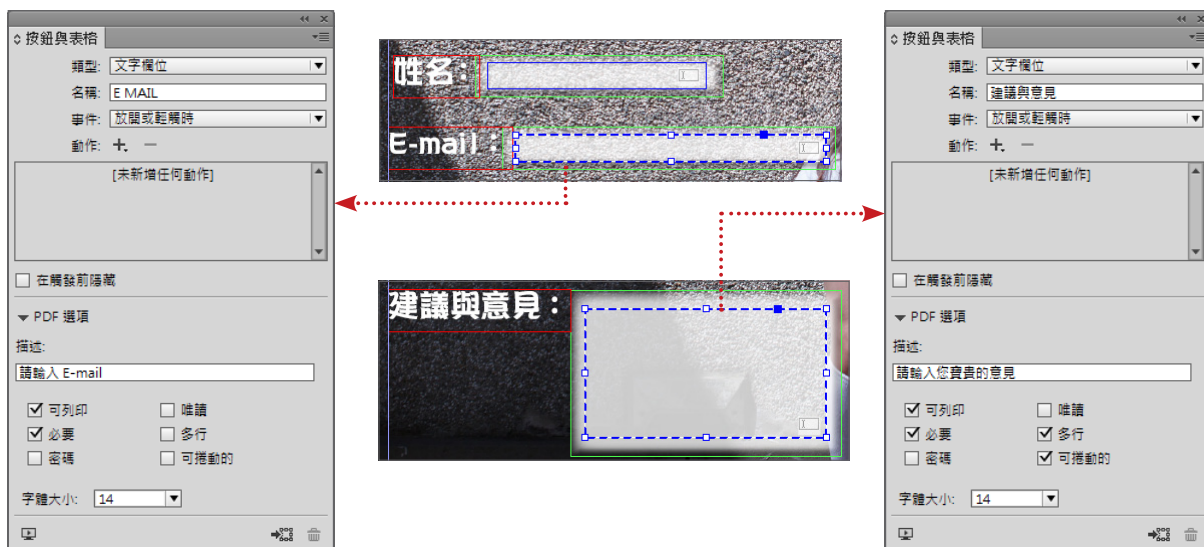 按鈕與表格
類型: 文字欄位
名稱: E MAIL
事件: 放開或輕觸時
動作:
[未新增任何動作]
在觸發前隱藏
PDF 選項
描述:
請輸入 E-mail
可列印 唯讀
必要 多行
密碼 可捲動的
字體大小: 14
姓名:
E-mail:
建議與意見:
按鈕與表格
類型: 文字欄位
名稱: 建議與意見
事件: 放開或輕觸時
動作:
[未新增任何動作]
在觸發前隱藏
PDF 選項
描述:
請輸入您寶貴的意見
可列印 唯讀
必要 多行
密碼 可捲動的
字體大小: 14